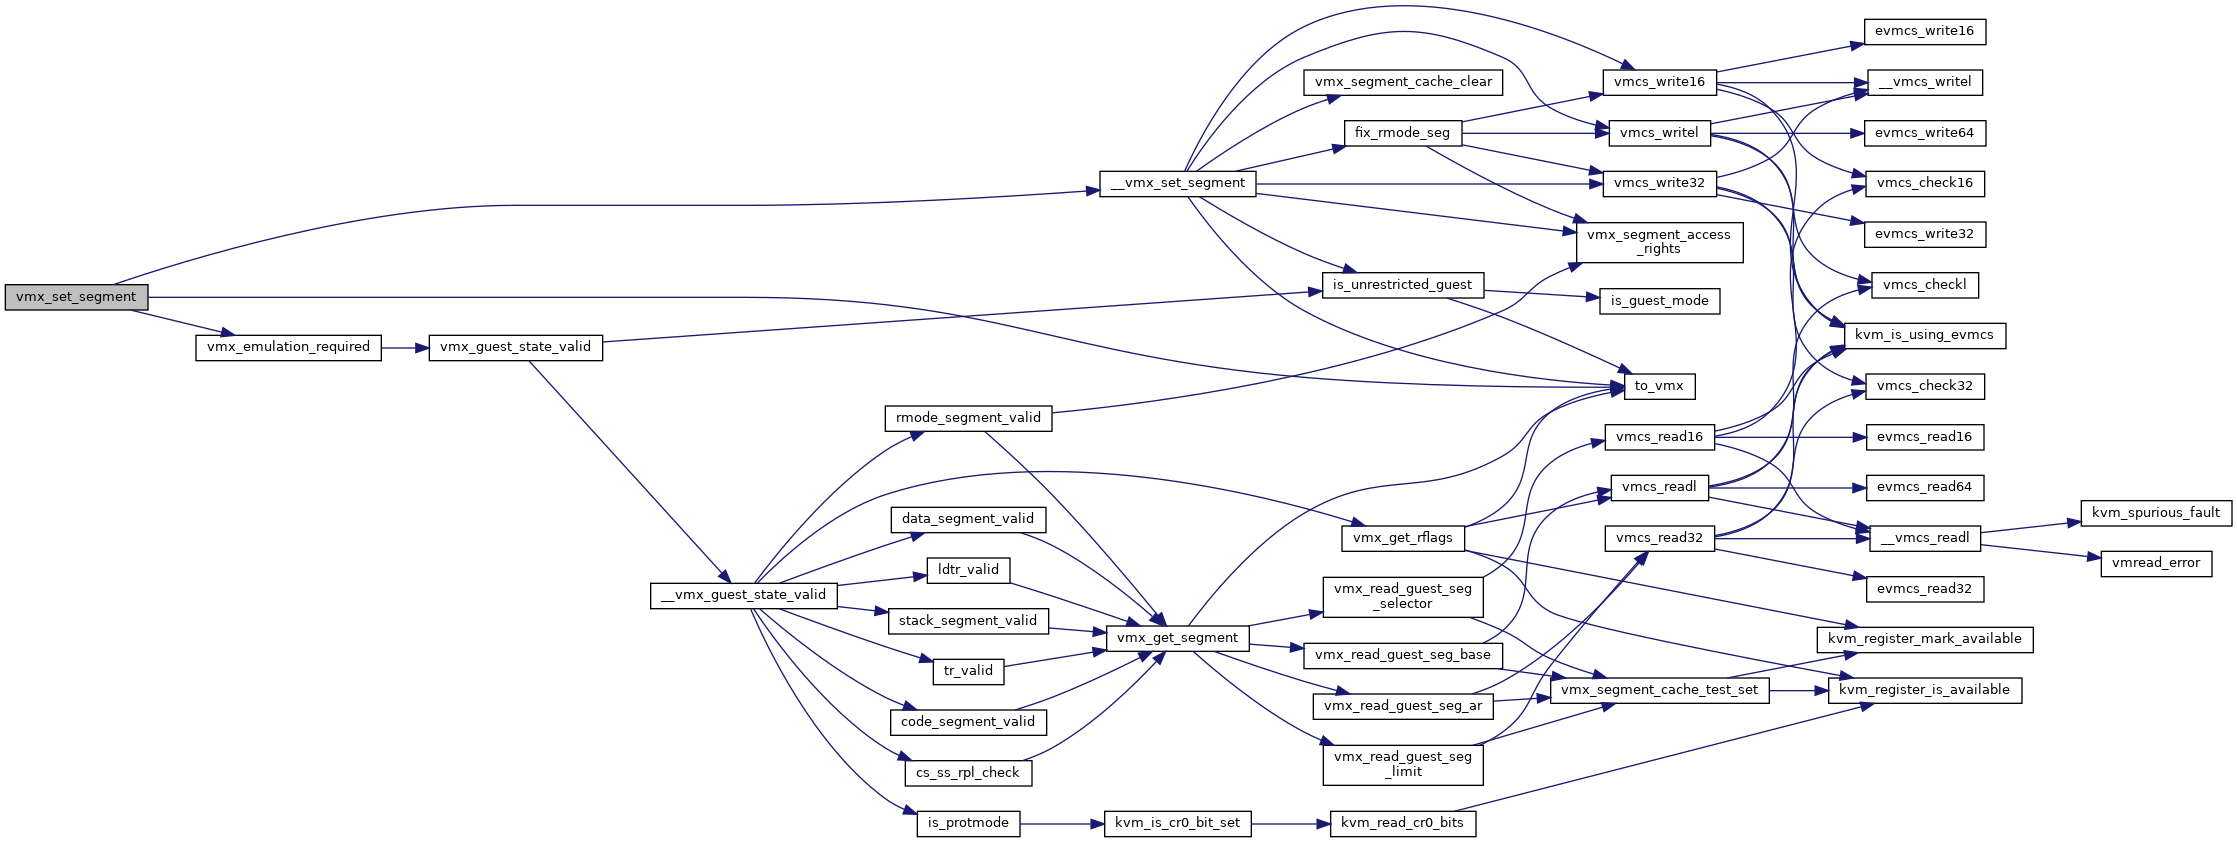 vmx_set_segment
vmx_emulation_required
vmx_guest_state_valid
__vmx_guest_state_valid
rmode_segment_valid
data_segment_valid
ldtr_valid
stack_segment_valid
tr_valid
code_segment_valid
cs_ss_rpl_check
is_protmode
__vmx_set_segment
vmx_get_segment
kvm_is_cr0_bit_set
vmx_segment_cache_clear
fix_rmode_seg
is_unrestricted_guest
vmx_get_rflags
vmx_read_guest_seg
_selector
vmx_read_guest_seg_base
vmx_read_guest_seg_ar
vmx_read_guest_seg
_limit
kvm_read_cr0_bits
vmcs_write16
vmcs_writel
vmcs_write32
vmx_segment_access
_rights
is_guest_mode
to_vmx
vmcs_read16
vmcs_readl
vmcs_read32
vmx_segment_cache_test_set
evmcs_write16
__vmcs_writel
evmcs_write64
vmcs_check16
evmcs_write32
vmcs_checkl
kvm_is_using_evmcs
vmcs_check32
evmcs_read16
evmcs_read64
__vmcs_readl
evmcs_read32
kvm_register_mark_available
kvm_register_is_available
kvm_spurious_fault
vmread_error